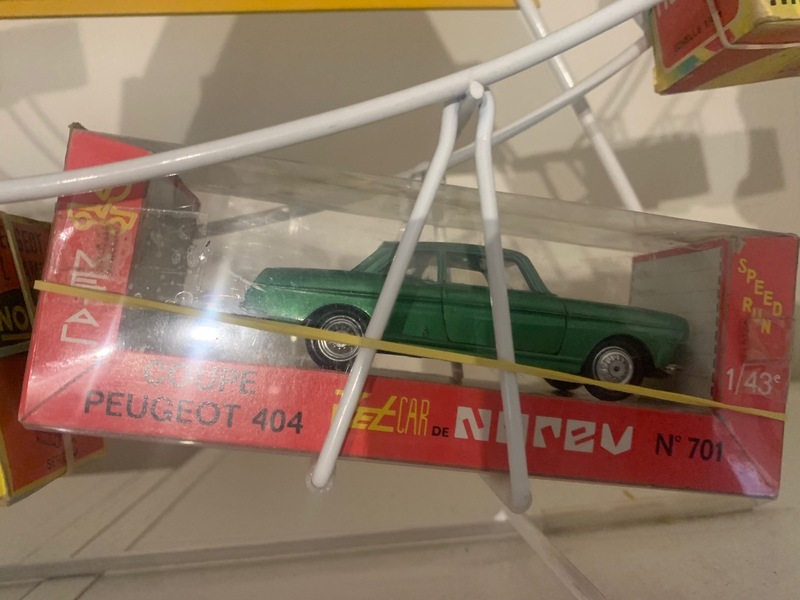 METAL
COUPE
PEUGEOT 404
JET CAR DE NOREV
N° 701
SPEED
RUN
1/43e